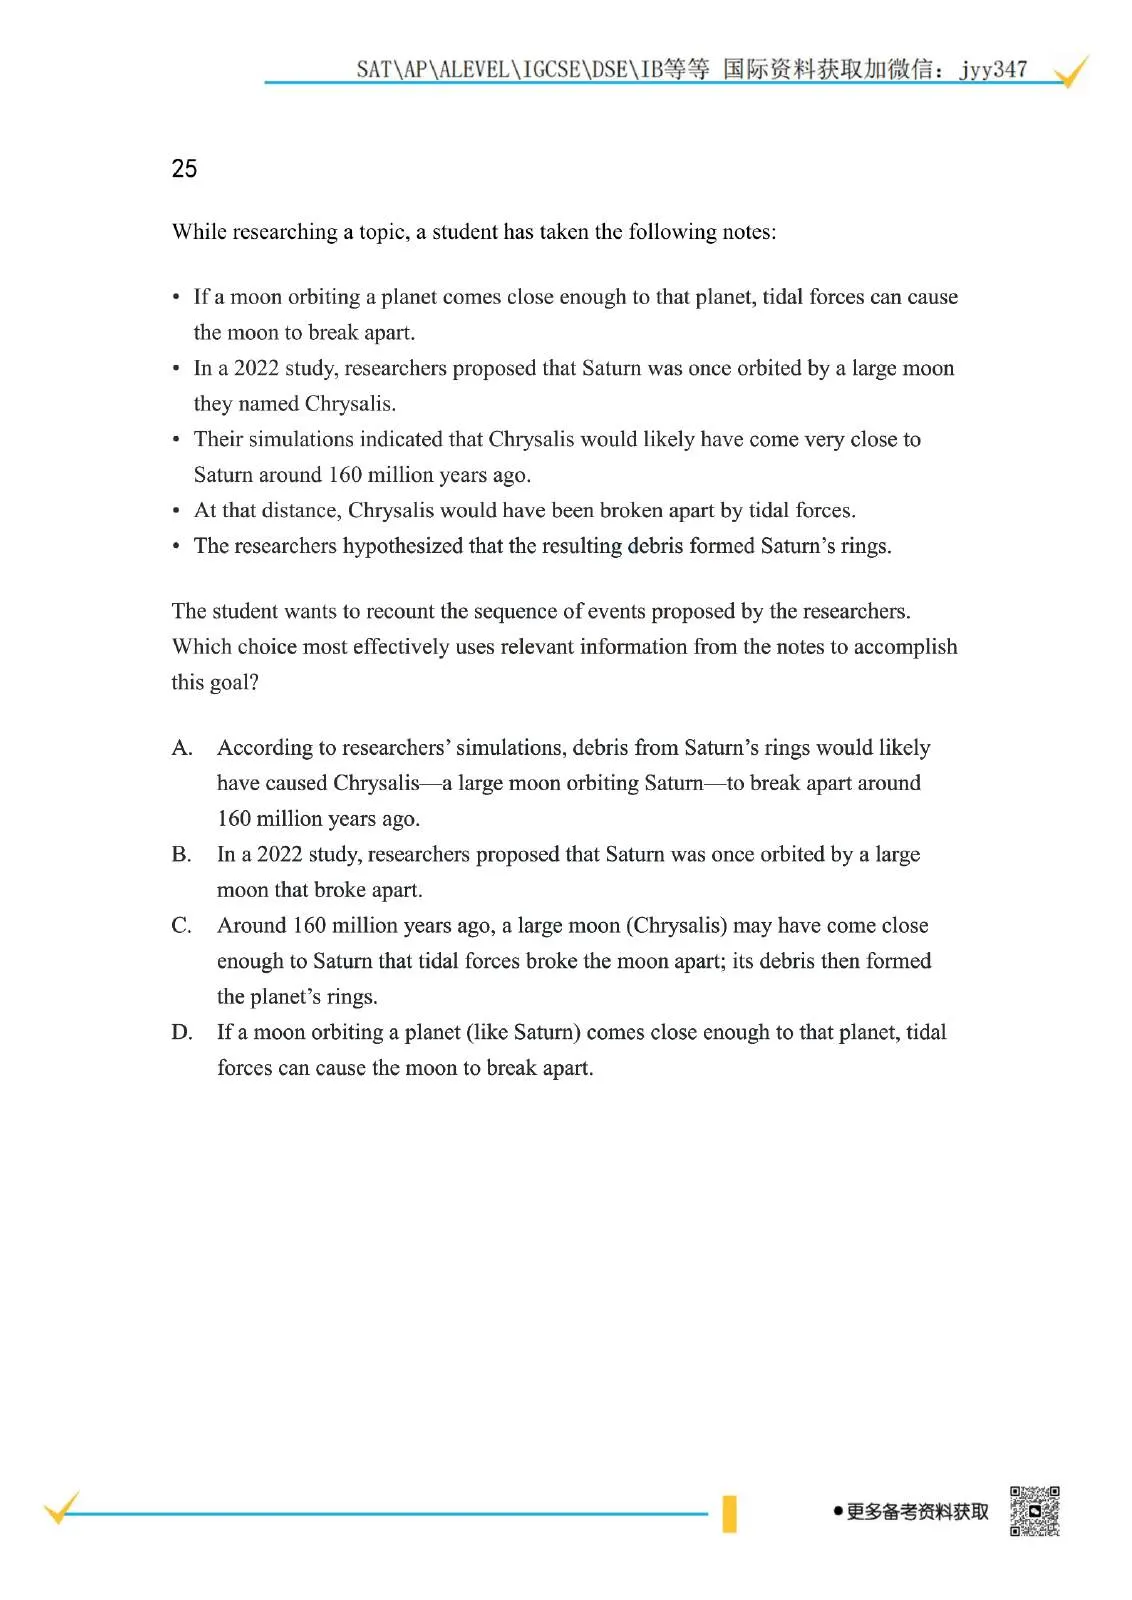 SAT\AP\ALEVEL\IGCSE\DSE\IB等等 国际资料获取加微信：jyy347
25
While researching a topic, a student has taken the following notes:
• If a moon orbiting a planet comes close enough to that planet, tidal forces can cause
the moon to break apart.
• In a 2022 study, researchers proposed that Saturn was once orbited by a large moon
they named Chrysalis.
• Their simulations indicated that Chrysalis would likely have come very close to
Saturn around 160 million years ago.
• At that distance, Chrysalis would have been broken apart by tidal forces.
• The researchers hypothesized that the resulting debris formed Saturn’s rings.
The student wants to recount the sequence of events proposed by the researchers.
Which choice most effectively uses relevant information from the notes to accomplish
this goal?
A. According to researchers’ simulations, debris from Saturn’s rings would likely
have caused Chrysalis—a large moon orbiting Saturn—to break apart around
160 million years ago.
B. In a 2022 study, researchers proposed that Saturn was once orbited by a large
moon that broke apart.
C. Around 160 million years ago, a large moon (Chrysalis) may have come close
enough to Saturn that tidal forces broke the moon apart; its debris then formed
the planet’s rings.
D. If a moon orbiting a planet (like Saturn) comes close enough to that planet, tidal
forces can cause the moon to break apart.
●更多备考资料获取